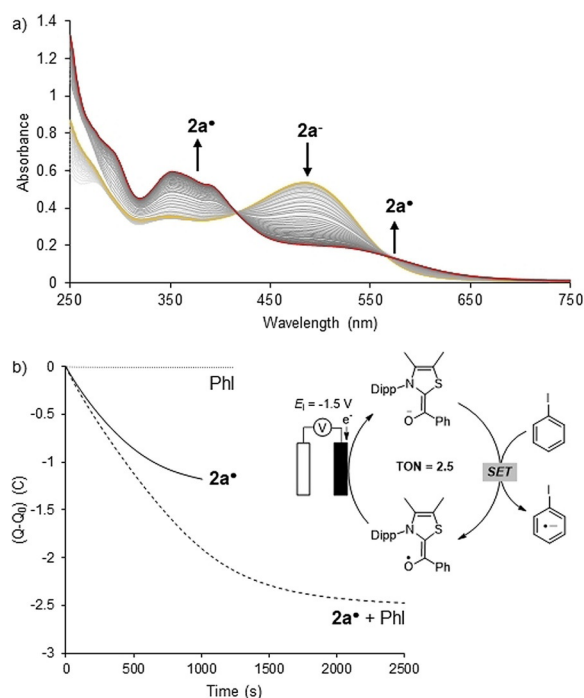 a)
1.4
1.2
1
0.8
0.6
0.4
0.2
0
Absorbance
2a•
2a-
2a•
250 350 450 550 650 750
Wavelength (nm)
b)
0
-0.5
-1
-1.5
-2
-2.5
-3
(Q-Q0) (C)
PhI
2a•
2a• + PhI
EI = -1.5 V
V
e-
Dipp N S
O Ph
-
I
TON = 2.5
SET
I
• −
Dipp N S
O Ph
•
0 500 1000 1500 2000 2500
Time (s)